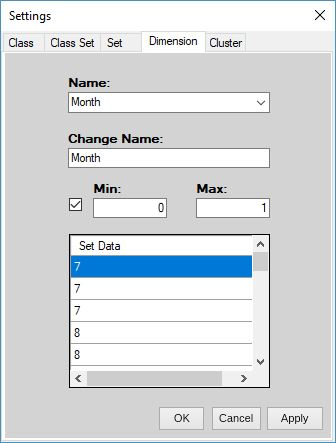 Settings
Class Class Set Set Dimension Cluster
Name:
Month
Change Name:
Month
Min: Max:
0 1
Set Data
7
7
7
8
8
OK Cancel Apply